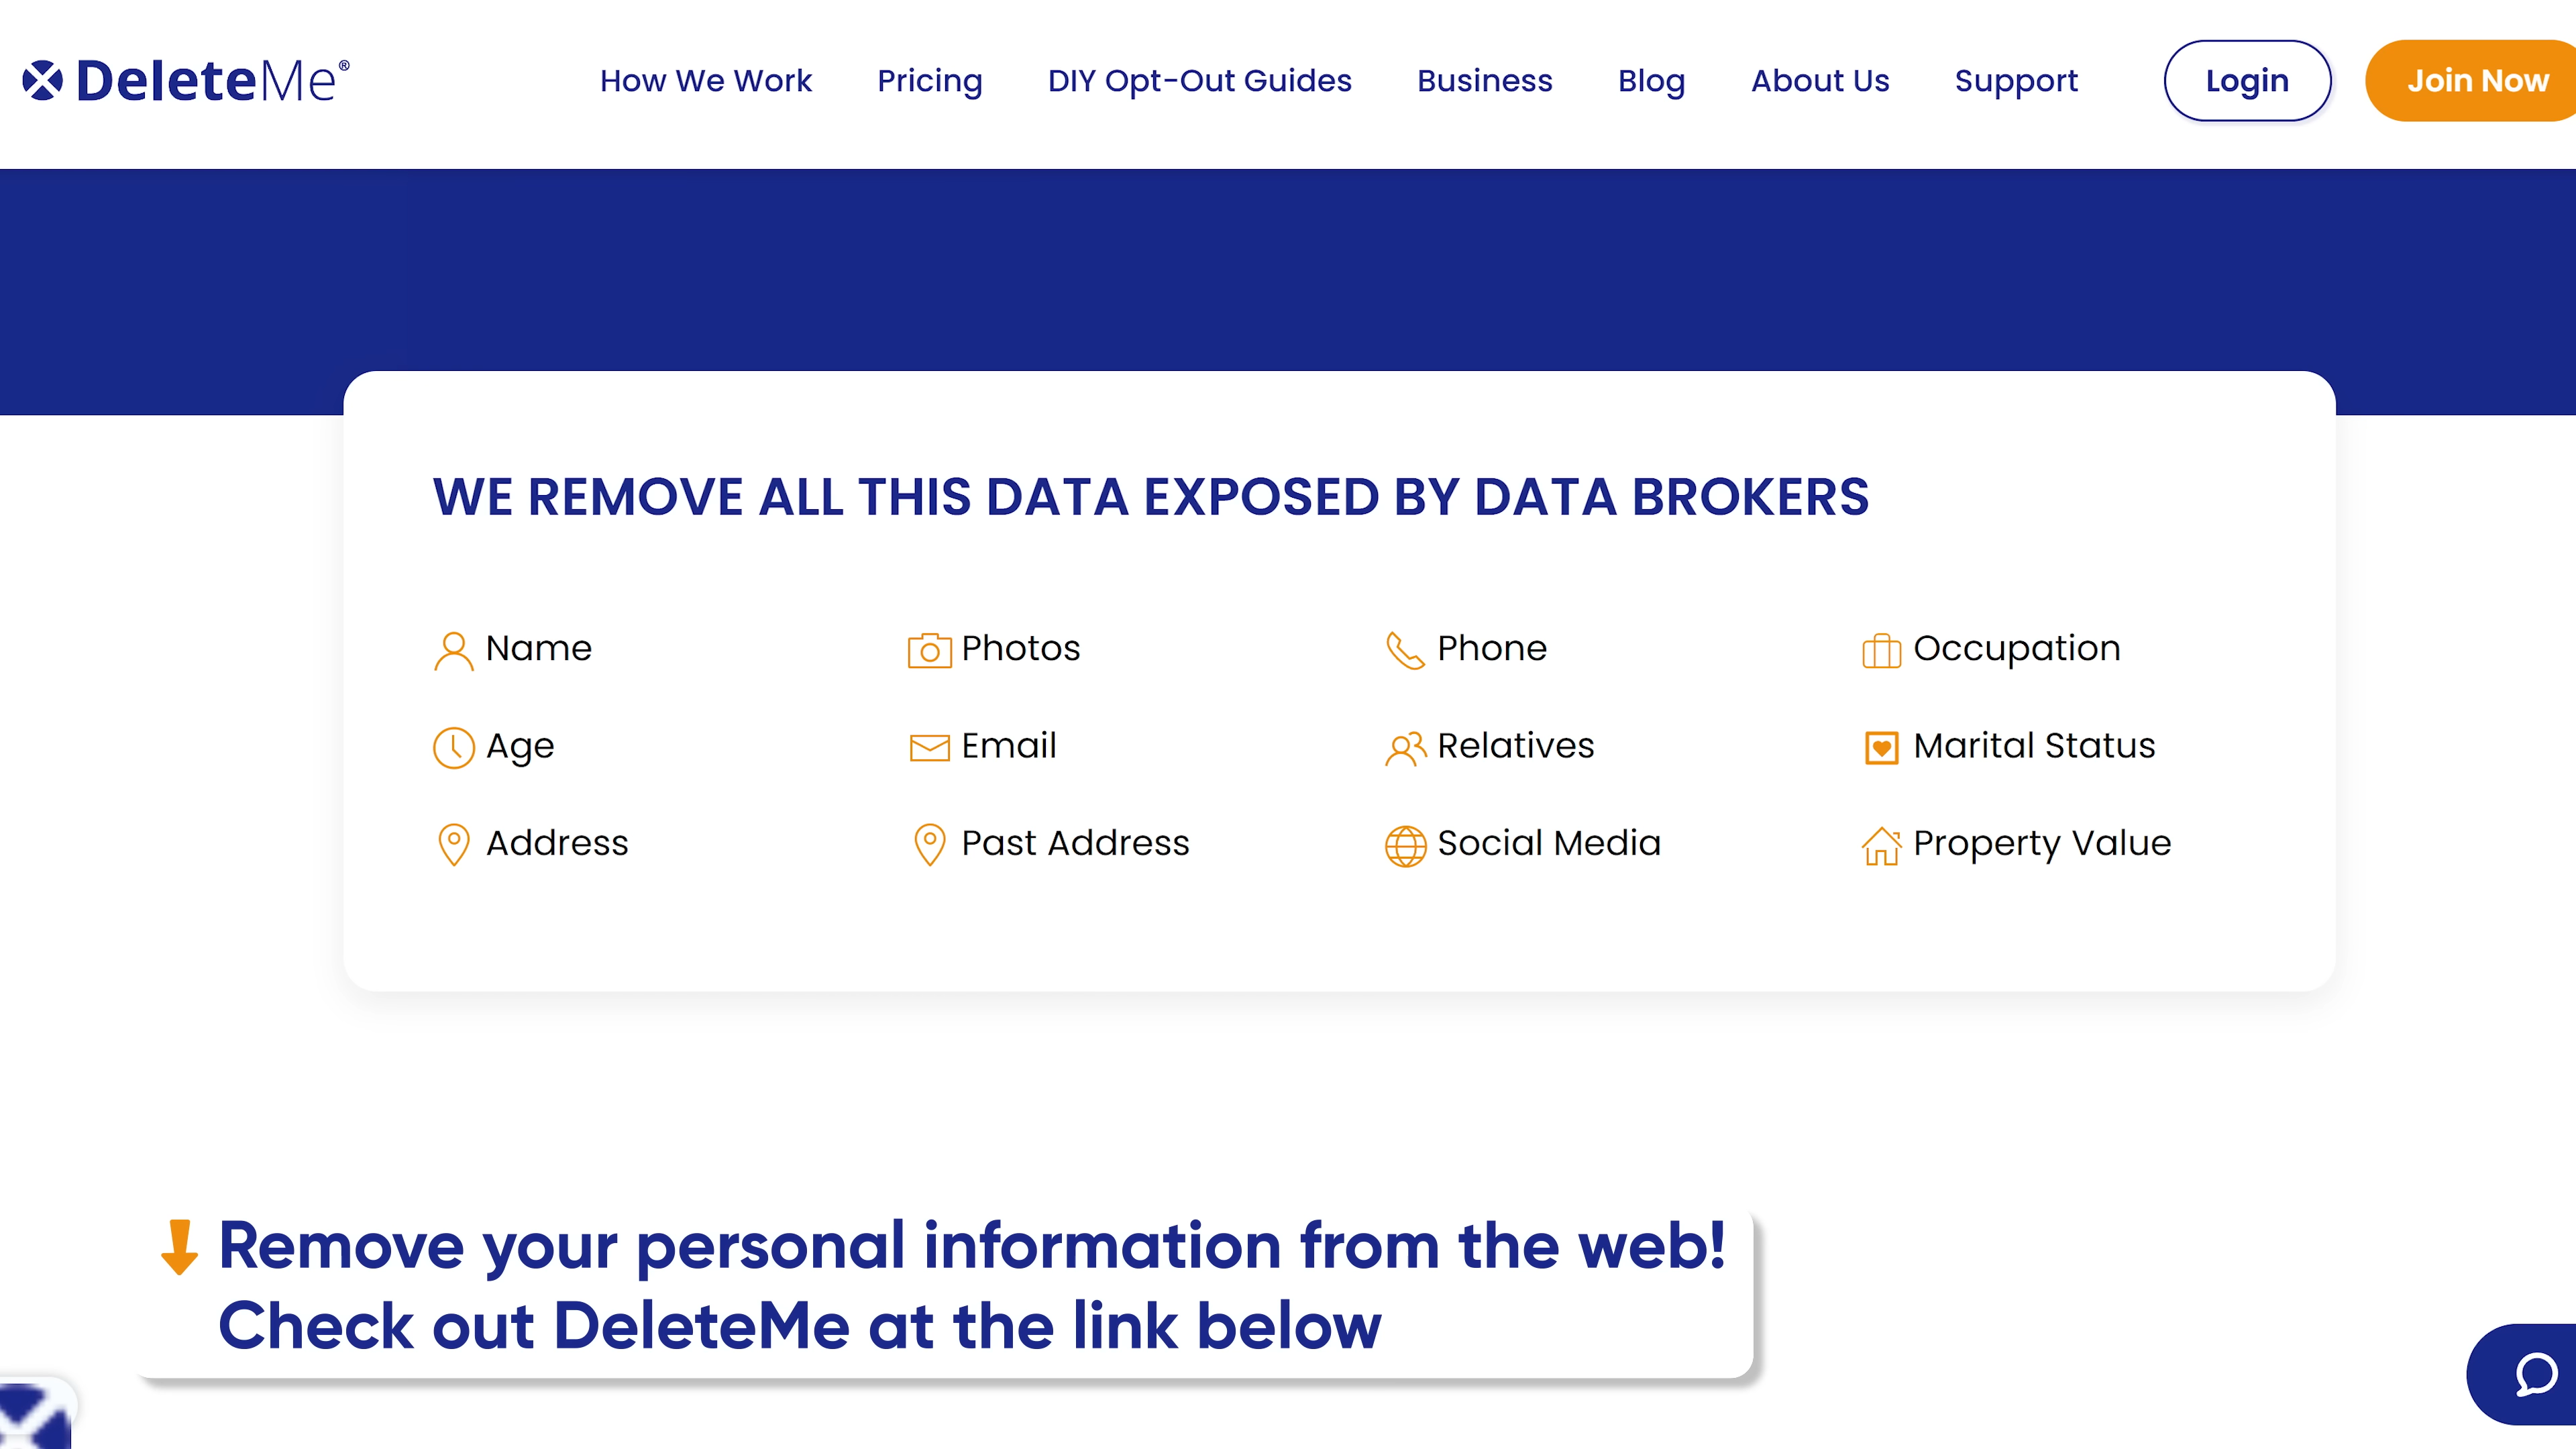 DeleteMe®
How We Work Pricing DIY Opt-Out Guides Business Blog About Us Support Login Join Now
WE REMOVE ALL THIS DATA EXPOSED BY DATA BROKERS
Name Photos Phone Occupation
Age Email Relatives Marital Status
Address Past Address Social Media Property Value
Remove your personal information from the web!
Check out DeleteMe at the link below